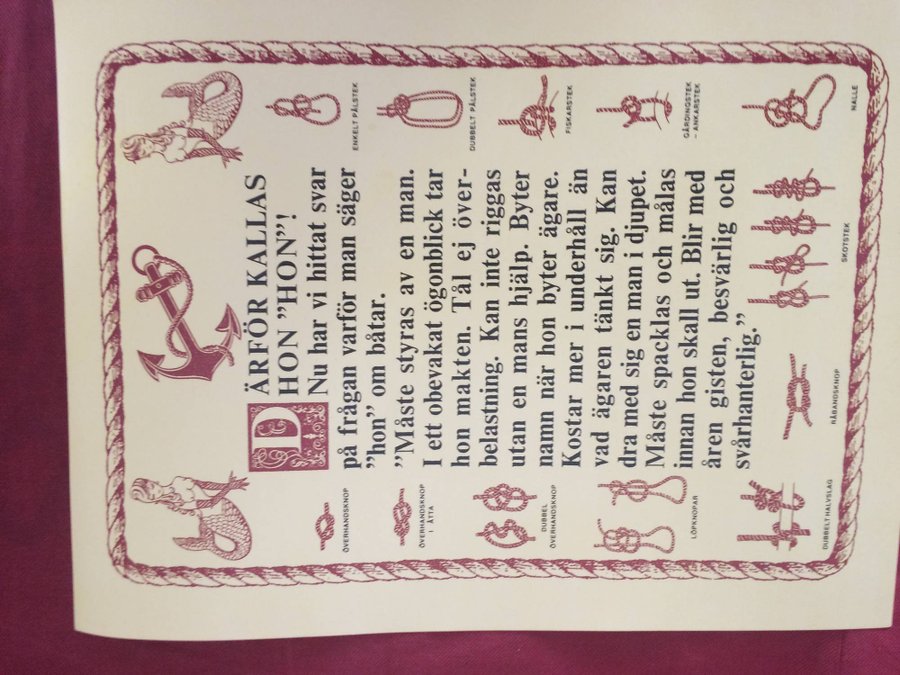 DÄRFÖR KALLAS
HON "HON"!
Nu har vi hittat svar
på frågan varför man säger
"hon" om båtar.
"Måste styras av en man.
I ett obevakat ögonblick tar
hon makten. Tål ej över-
belastning. Kan inte riggas
utan en mans hjälp. Byter
namn när hon byter ägare.
Kostar mer i underhåll än
vad ägaren tänkt sig. Kan
dra med sig en man i djupet.
Måste spacklas och målas
innan hon skall ut. Blir med
åren gisten, besvärlig och
svårhanterlig."
ÖVERHANDSKNOP
ÖVERHANDSKNOP
I ÅTTA
DUBBEL
ÖVERHANDSKNOP
LÖPKNOPAR
DUBBELT HALVSLAG
RÅBANDSKNOP
SKOTSTEK
ENKELT PÅLSTEK
DUBBELT PÅLSTEK
FISKARSTEK
GÅRDINGSTEK
– ANKARSTEK
NALLE